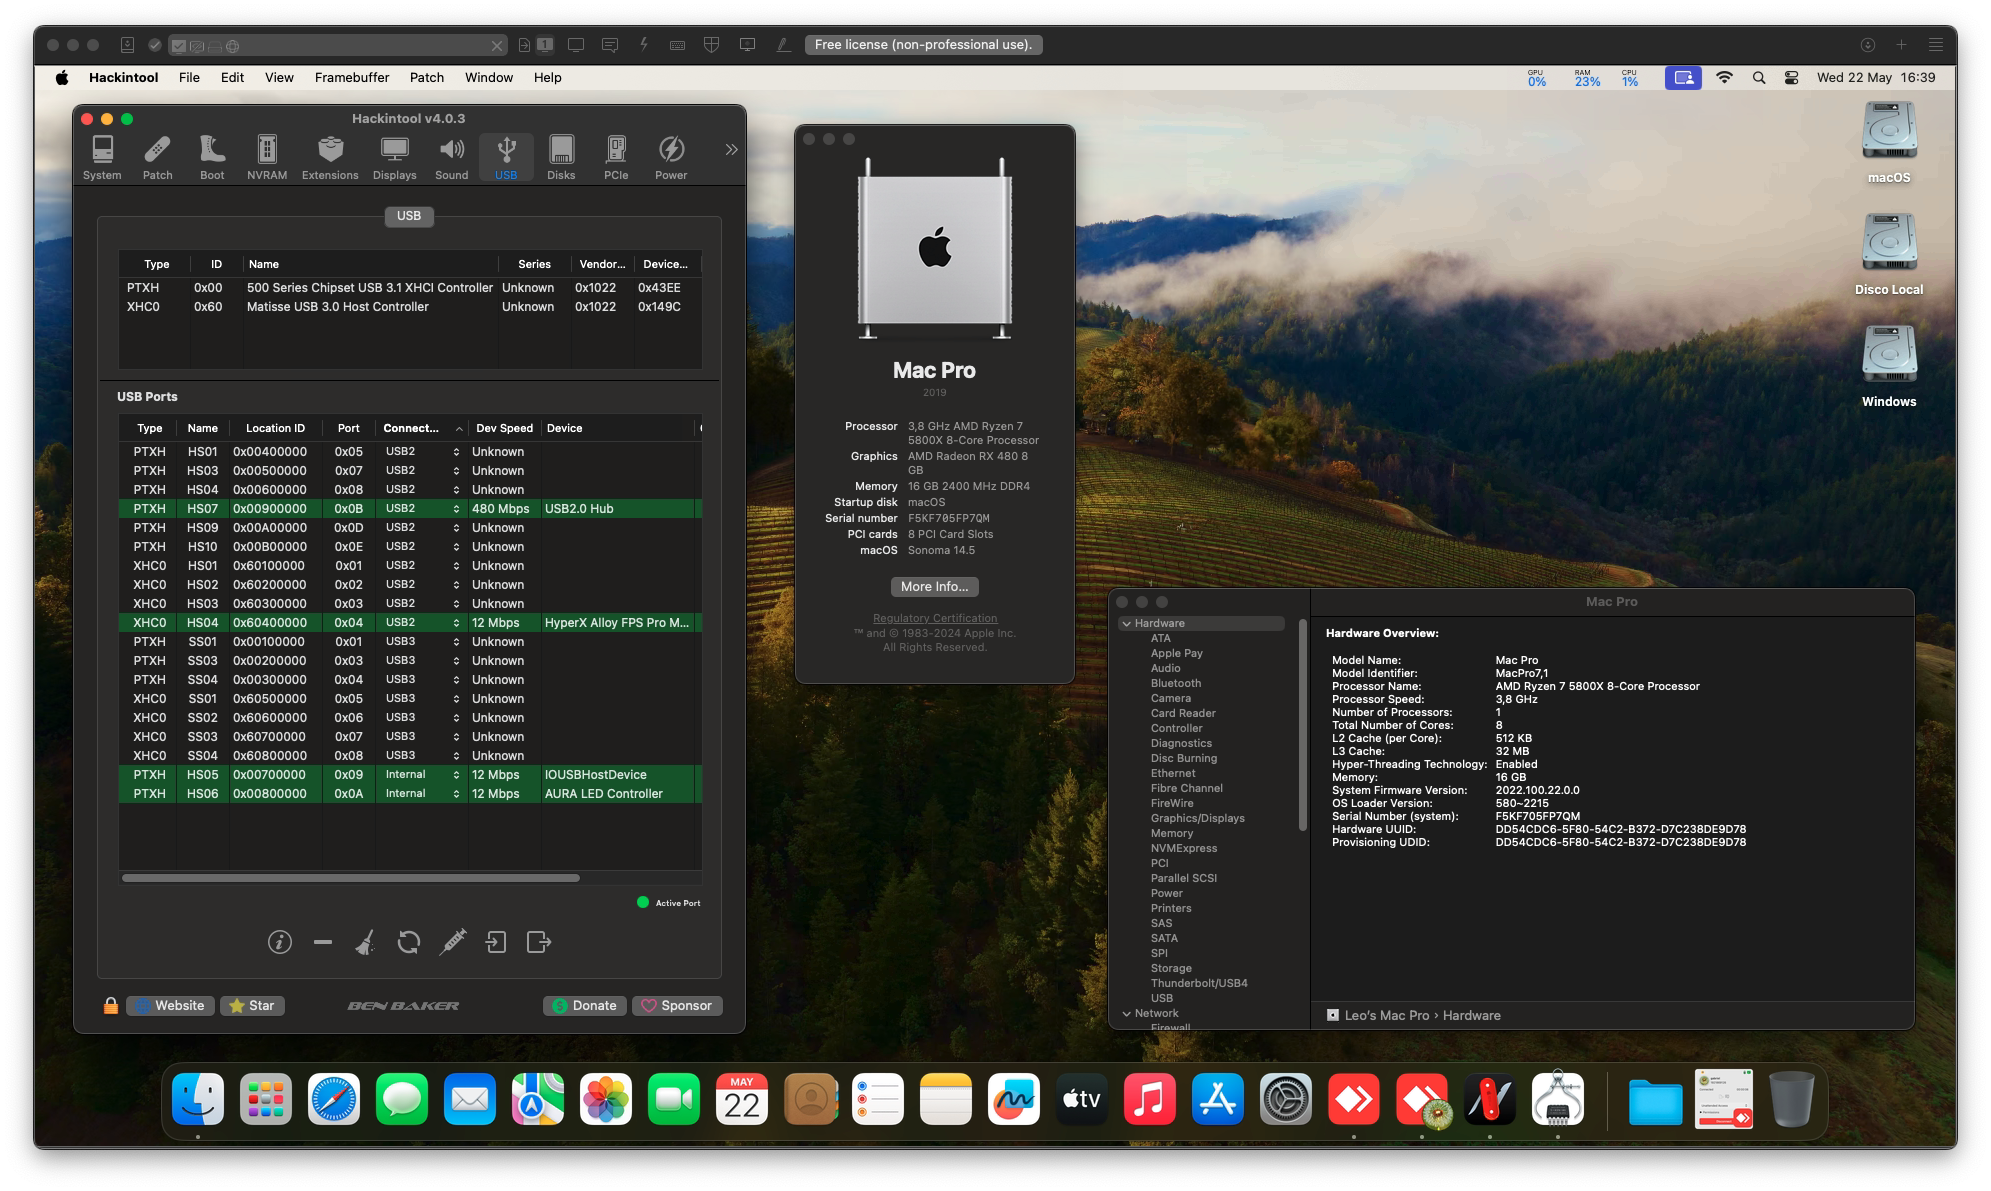 1
Free license (non-professional use).
Hackintool File Edit View Framebuffer Patch Window Help
GPU 0% RAM 23% CPU 1% Wed 22 May 16:39
Hackintool v4.0.3
System Patch Boot NVRAM Extensions Displays Sound USB Disks PCIe Power
USB
Type ID Name Series Vendor... Device...
PTXH 0x00 500 Series Chipset USB 3.1 XHCI Controller Unknown 0x1022 0x43EE
XHC0 0x60 Matisse USB 3.0 Host Controller Unknown 0x1022 0x149C
USB Ports
Type Name Location ID Port Connect... Dev Speed Device
PTXH HS01 0x00400000 0x05 USB2 Unknown
PTXH HS03 0x00500000 0x07 USB2 Unknown
PTXH HS04 0x00600000 0x08 USB2 Unknown
PTXH HS07 0x00900000 0x0B USB2 480 Mbps USB2.0 Hub
PTXH HS09 0x00A00000 0x0D USB2 Unknown
PTXH HS10 0x00B00000 0x0E USB2 Unknown
XHC0 HS01 0x60100000 0x01 USB2 Unknown
XHC0 HS02 0x60200000 0x02 USB2 Unknown
XHC0 HS03 0x60300000 0x03 USB2 Unknown
XHC0 HS04 0x60400000 0x04 USB2 12 Mbps HyperX Alloy FPS Pro M...
PTXH SS01 0x00100000 0x01 USB3 Unknown
PTXH SS03 0x00200000 0x03 USB3 Unknown
PTXH SS04 0x00300000 0x04 USB3 Unknown
XHC0 SS01 0x60500000 0x05 USB3 Unknown
XHC0 SS02 0x60600000 0x06 USB3 Unknown
XHC0 SS03 0x60700000 0x07 USB3 Unknown
XHC0 SS04 0x60800000 0x08 USB3 Unknown
PTXH HS05 0x00700000 0x09 Internal 12 Mbps IOUSBHostDevice
PTXH HS06 0x00800000 0x0A Internal 12 Mbps AURA LED Controller
Active Port
Website Star BEN BAKER Donate Sponsor
Mac Pro
2019
Processor 3,8 GHz AMD Ryzen 7
5800X 8-Core Processor
Graphics AMD Radeon RX 480 8
GB
Memory 16 GB 2400 MHz DDR4
Startup disk macOS
Serial number F5KF705FP7QM
PCI cards 8 PCI Card Slots
macOS Sonoma 14.5
More Info...
Regulatory Certification
™ and © 1983-2024 Apple Inc.
All Rights Reserved.
macOS
Disco Local
Windows
Mac Pro
Hardware
ATA
Apple Pay
Audio
Bluetooth
Camera
Card Reader
Controller
Diagnostics
Disc Burning
Ethernet
Fibre Channel
FireWire
Graphics/Displays
Memory
NVMExpress
PCI
Parallel SCSI
Power
Printers
SAS
SATA
SPI
Storage
Thunderbolt/USB4
USB
Network
Firewall
Hardware Overview:
Model Name: Mac Pro
Model Identifier: MacPro7,1
Processor Name: AMD Ryzen 7 5800X 8-Core Processor
Processor Speed: 3,8 GHz
Number of Processors: 1
Total Number of Cores: 8
L2 Cache (per Core): 512 KB
L3 Cache: 32 MB
Hyper-Threading Technology: Enabled
Memory: 16 GB
System Firmware Version: 2022.100.22.0.0
OS Loader Version: 580~2215
Serial Number (system): F5KF705FP7QM
Hardware UUID: DD54CDC6-5F80-54C2-B372-D7C238DE9D78
Provisioning UDID: DD54CDC6-5F80-54C2-B372-D7C238DE9D78
Leo's Mac Pro › Hardware
MAY
22
tv